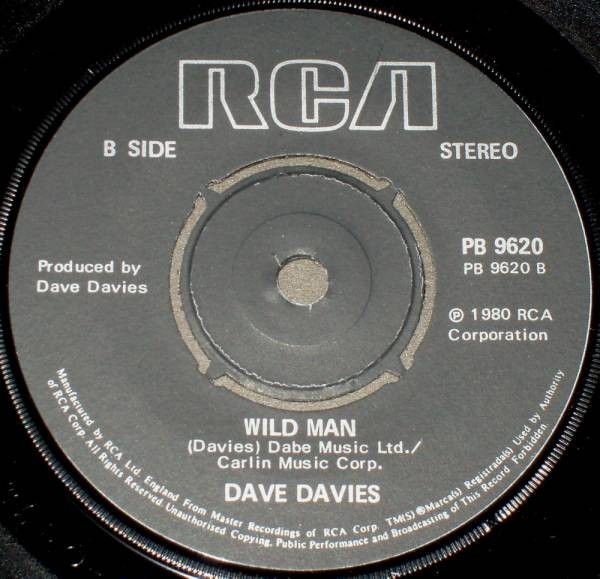 RCA
B SIDE
STEREO
PB 9620
PB 9620 B
Produced by
Dave Davies
℗ 1980 RCA
Corporation
WILD MAN
(Davies) Dabe Music Ltd./
Carlin Music Corp.
DAVE DAVIES
Manufactured by RCA, Ltd. England From Master Recordings of RCA Corp. TM(S)®Marca(s) Registrada(s) Used by Authority
of RCA Corp. All Rights Reserved Unauthorised Copying, Public Performance and Broadcasting of This Record Forbidden.